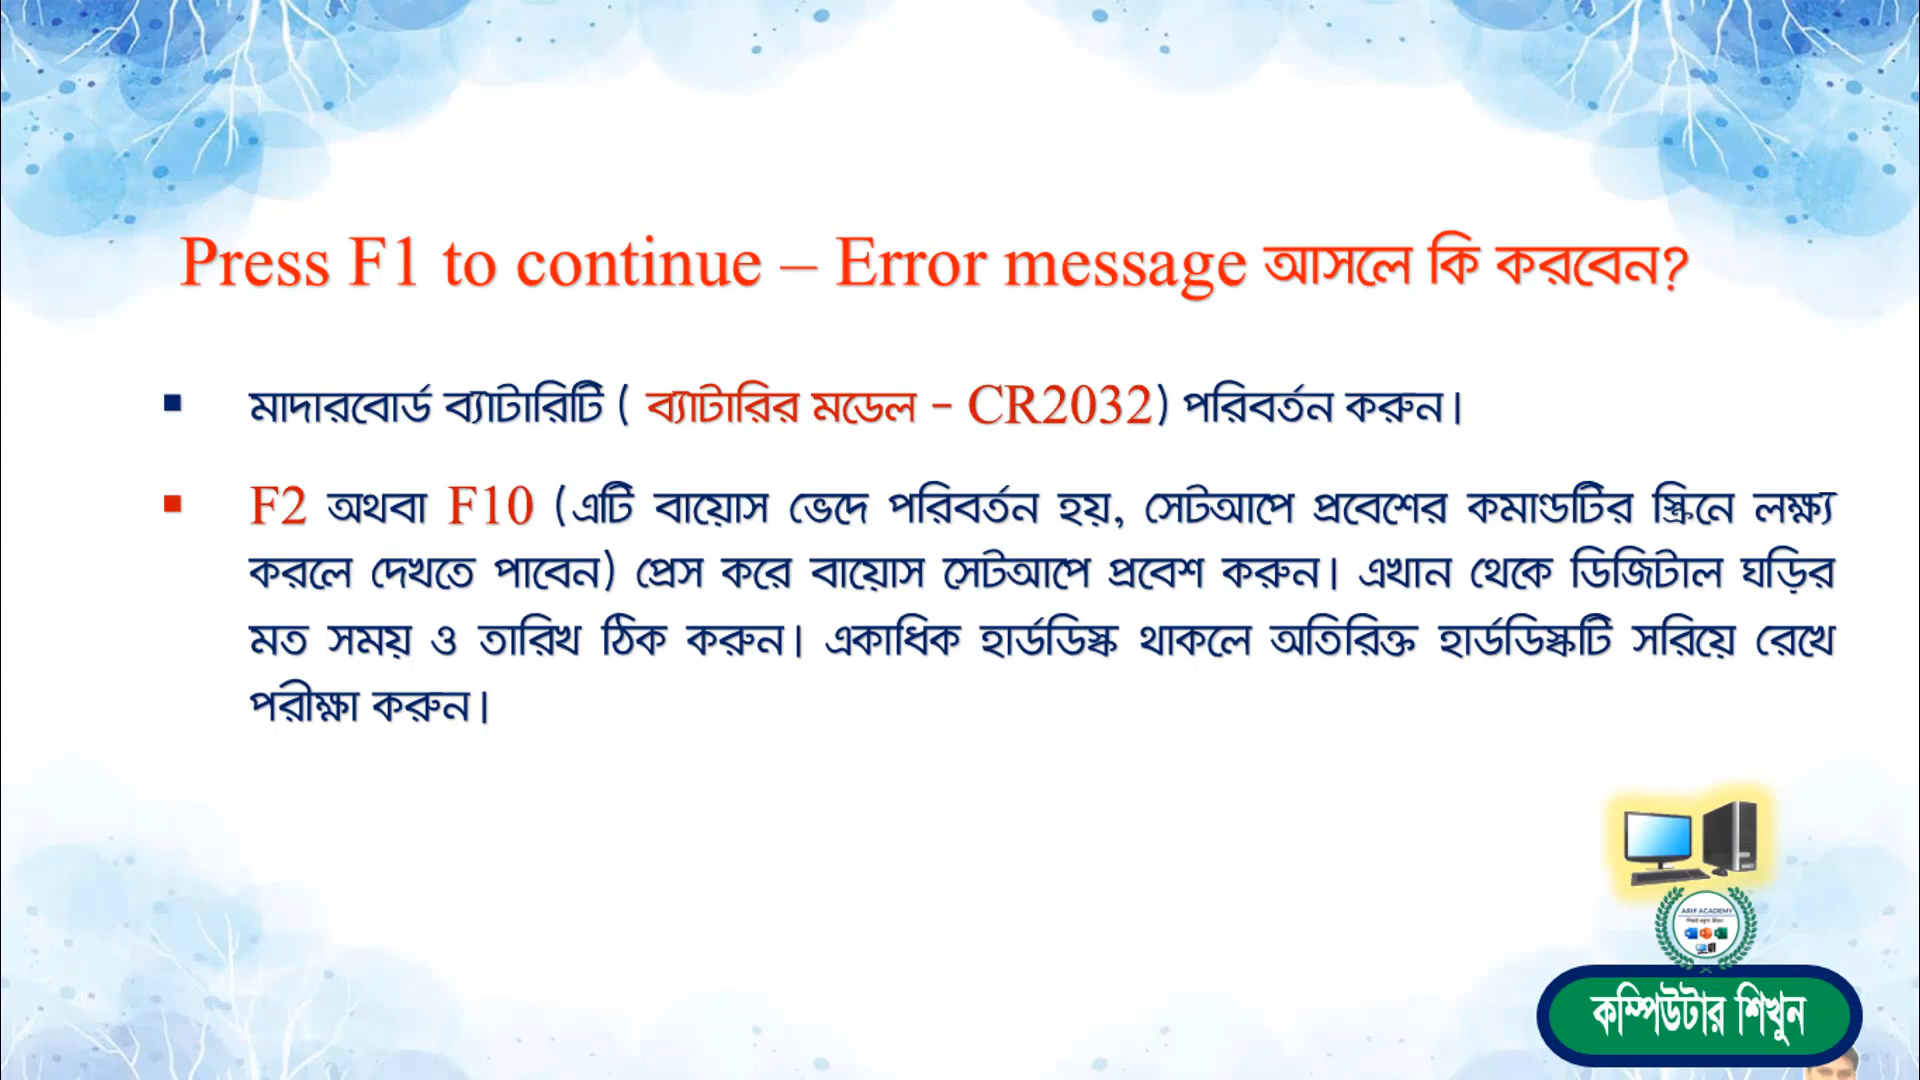 Press F1 to continue – Error message আসলে কি করবেন?
▪ মাদারবোর্ড ব্যাটারিটি ( ব্যাটারির মডেল – CR2032) পরিবর্তন করুন।
▪ F2 অথবা F10 (এটি বায়োস ভেদে পরিবর্তন হয়, সেটআপে প্রবেশের কমাণ্ডটির স্ক্রিনে লক্ষ্য
করলে দেখতে পাবেন) প্রেস করে বায়োস সেটআপে প্রবেশ করুন। এখান থেকে ডিজিটাল ঘড়ির
মত সময় ও তারিখ ঠিক করুন। একাধিক হার্ডডিস্ক থাকলে অতিরিক্ত হার্ডডিস্কটি সরিয়ে রেখে
পরীক্ষা করুন।
ARIF ACADEMY
কম্পিউটার শিখুন